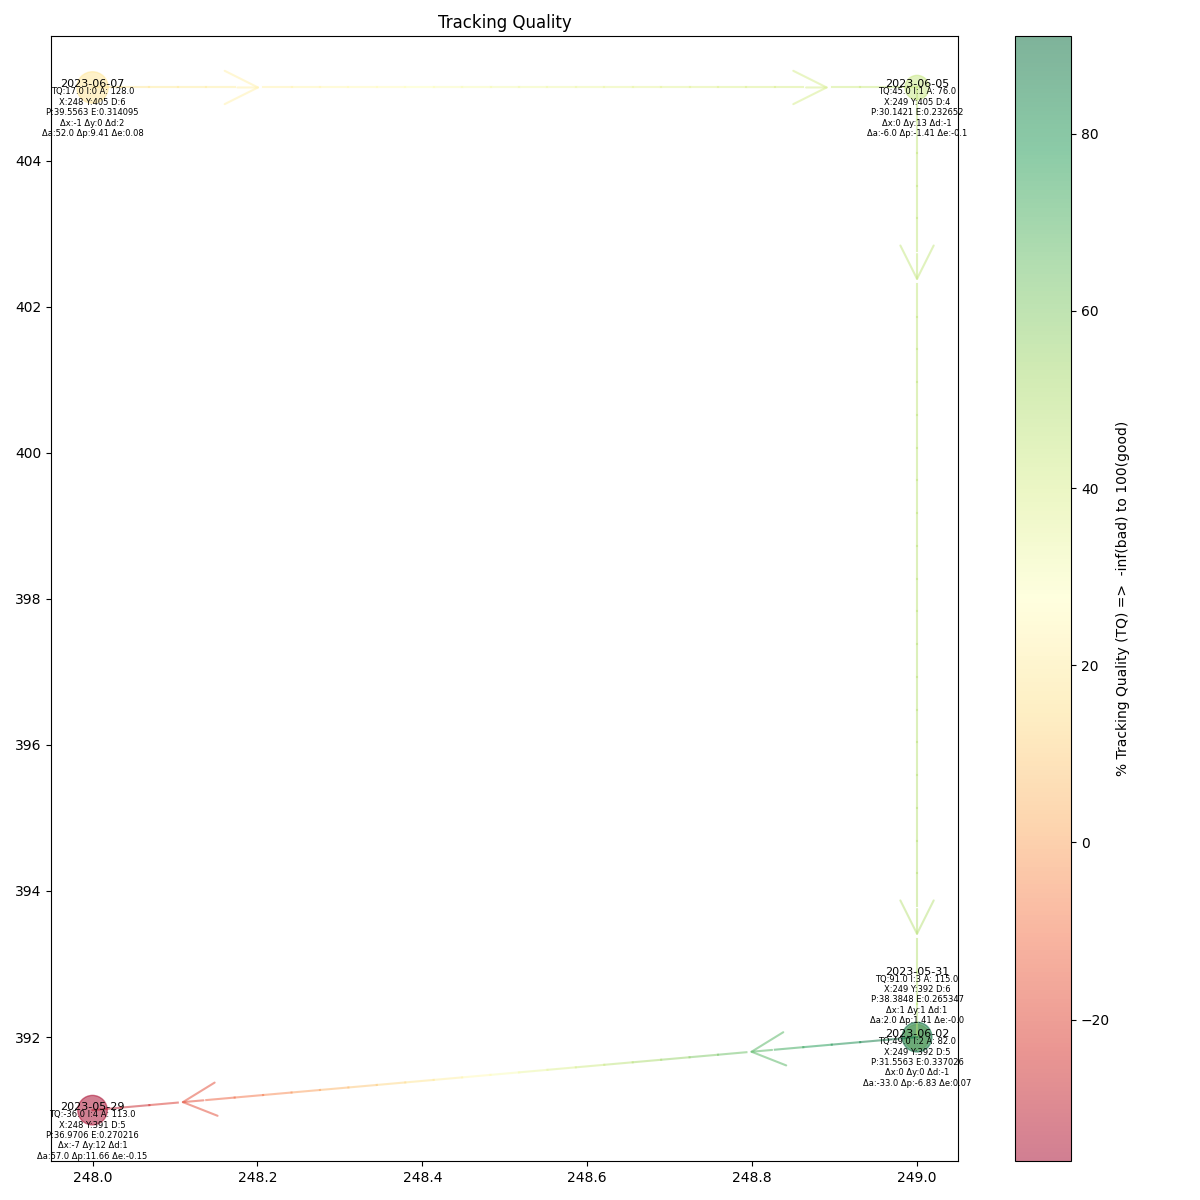 Tracking Quality
2023-06-07
TQ:17.0 I:0 A: 128.0
X:248 Y:405 D:6
P:39.5563 E:0.314095
Δx:-1 Δy:0 Δd:2
Δa:52.0 Δp:9.41 Δe:0.08
2023-06-05
TQ:45.0 I:1 A: 76.0
X:249 Y:405 D:4
P:30.1421 E:0.232652
Δx:0 Δy:13 Δd:-1
Δa:-6.0 Δp:-1.41 Δe:-0.1
2023-05-31
TQ:91.0 I:3 A: 115.0
X:249 Y:392 D:6
P:38.3848 E:0.265347
Δx:1 Δy:1 Δd:1
Δa:2.0 Δp:1.41 Δe:-0.0
2023-06-02
TQ:49.0 I:2 A: 82.0
X:249 Y:392 D:5
P:31.5563 E:0.337026
Δx:0 Δy:0 Δd:-1
Δa:-33.0 Δp:-6.83 Δe:0.07
2023-05-29
TQ:-36.0 I:4 A: 113.0
X:248 Y:391 D:5
P:36.9706 E:0.270216
Δx:-7 Δy:12 Δd:1
Δa:57.0 Δp:11.66 Δe:-0.15
404
402
400
398
396
394
392
248.0
248.2
248.4
248.6
248.8
249.0
80
60
40
20
0
−20
% Tracking Quality (TQ) => -inf(bad) to 100(good)